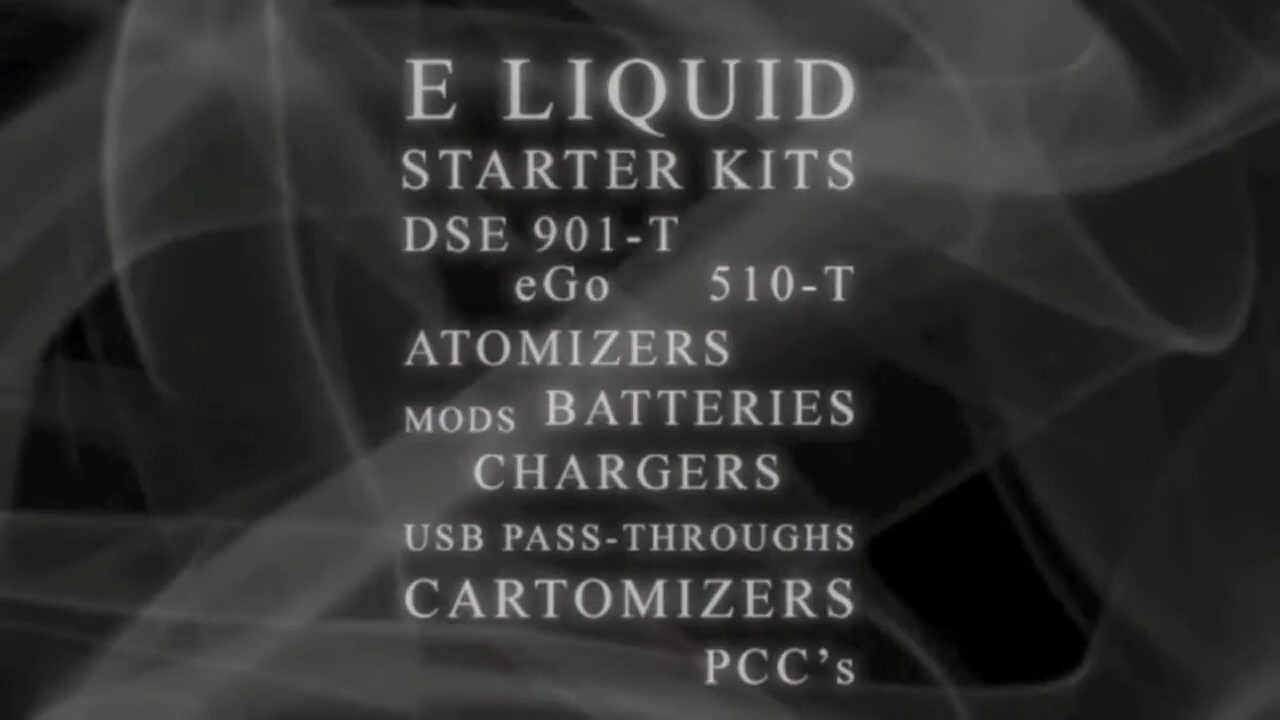 E LIQUID
STARTER KITS
DSE 901-T
eGo 510-T
ATOMIZERS
MODS BATTERIES
CHARGERS
USB PASS-THROUGHS
CARTOMIZERS
PCC’s